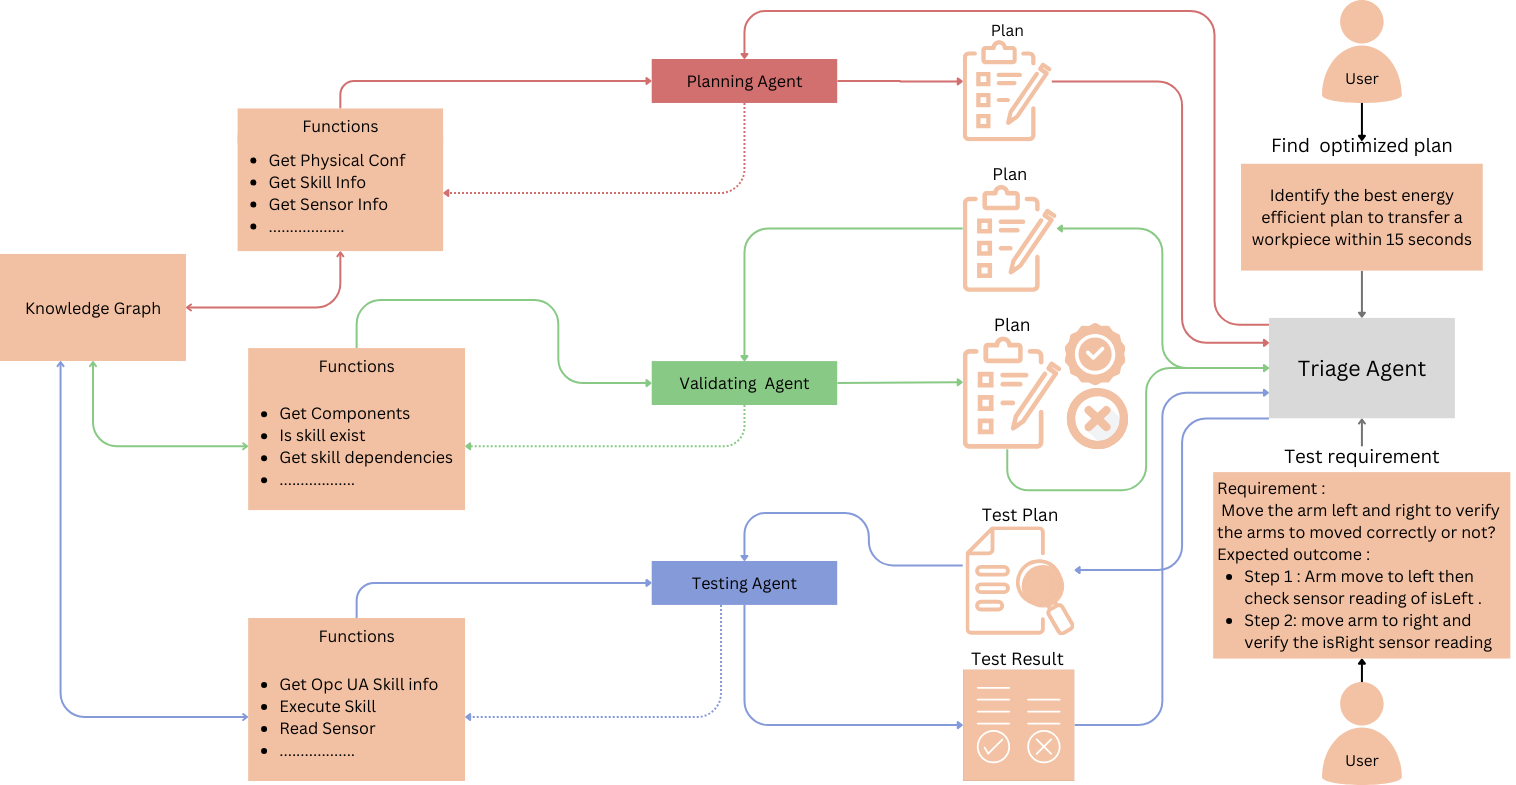 Plan
User
Planning Agent
Functions
Get Physical Conf
Get Skill Info
Get Sensor Info
..................
Find optimized plan
Identify the best energy
efficient plan to transfer a
workpiece within 15 seconds
Plan
Knowledge Graph
Functions
Get Components
Is skill exist
Get skill dependencies
..................
Validating Agent
Plan
Triage Agent
Test requirement
Requirement :
Move the arm left and right to verify
the arms to moved correctly or not?
Expected outcome :
Step 1 : Arm move to left then
check sensor reading of isLeft .
Step 2: move arm to right and
verify the isRight sensor reading
Test Plan
Testing Agent
Functions
Get Opc UA Skill info
Execute Skill
Read Sensor
..................
Test Result
User